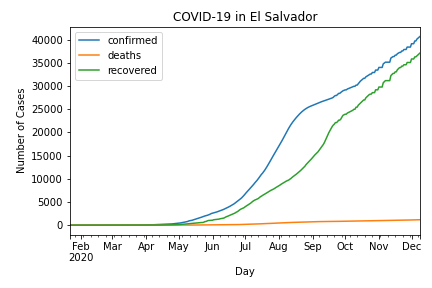 COVID-19 in El Salvador
confirmed
deaths
recovered
Number of Cases
40000
35000
30000
25000
20000
15000
10000
5000
0
Feb Mar Apr May Jun Jul Aug Sep Oct Nov Dec
2020
Day